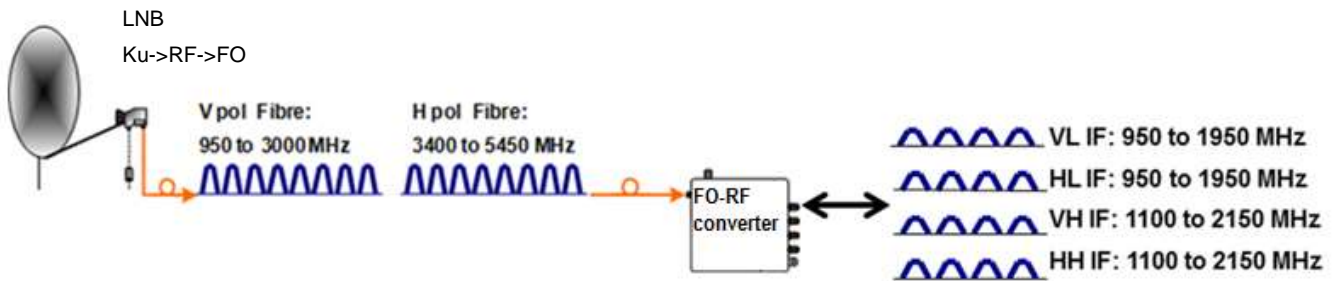 LNB
Ku->RF->FO
V pol Fibre:
950 to 3000 MHz
H pol Fibre:
3400 to 5450 MHz
FO-RF
converter
VL IF: 950 to 1950 MHz
HL IF: 950 to 1950 MHz
VH IF: 1100 to 2150 MHz
HH IF: 1100 to 2150 MHz